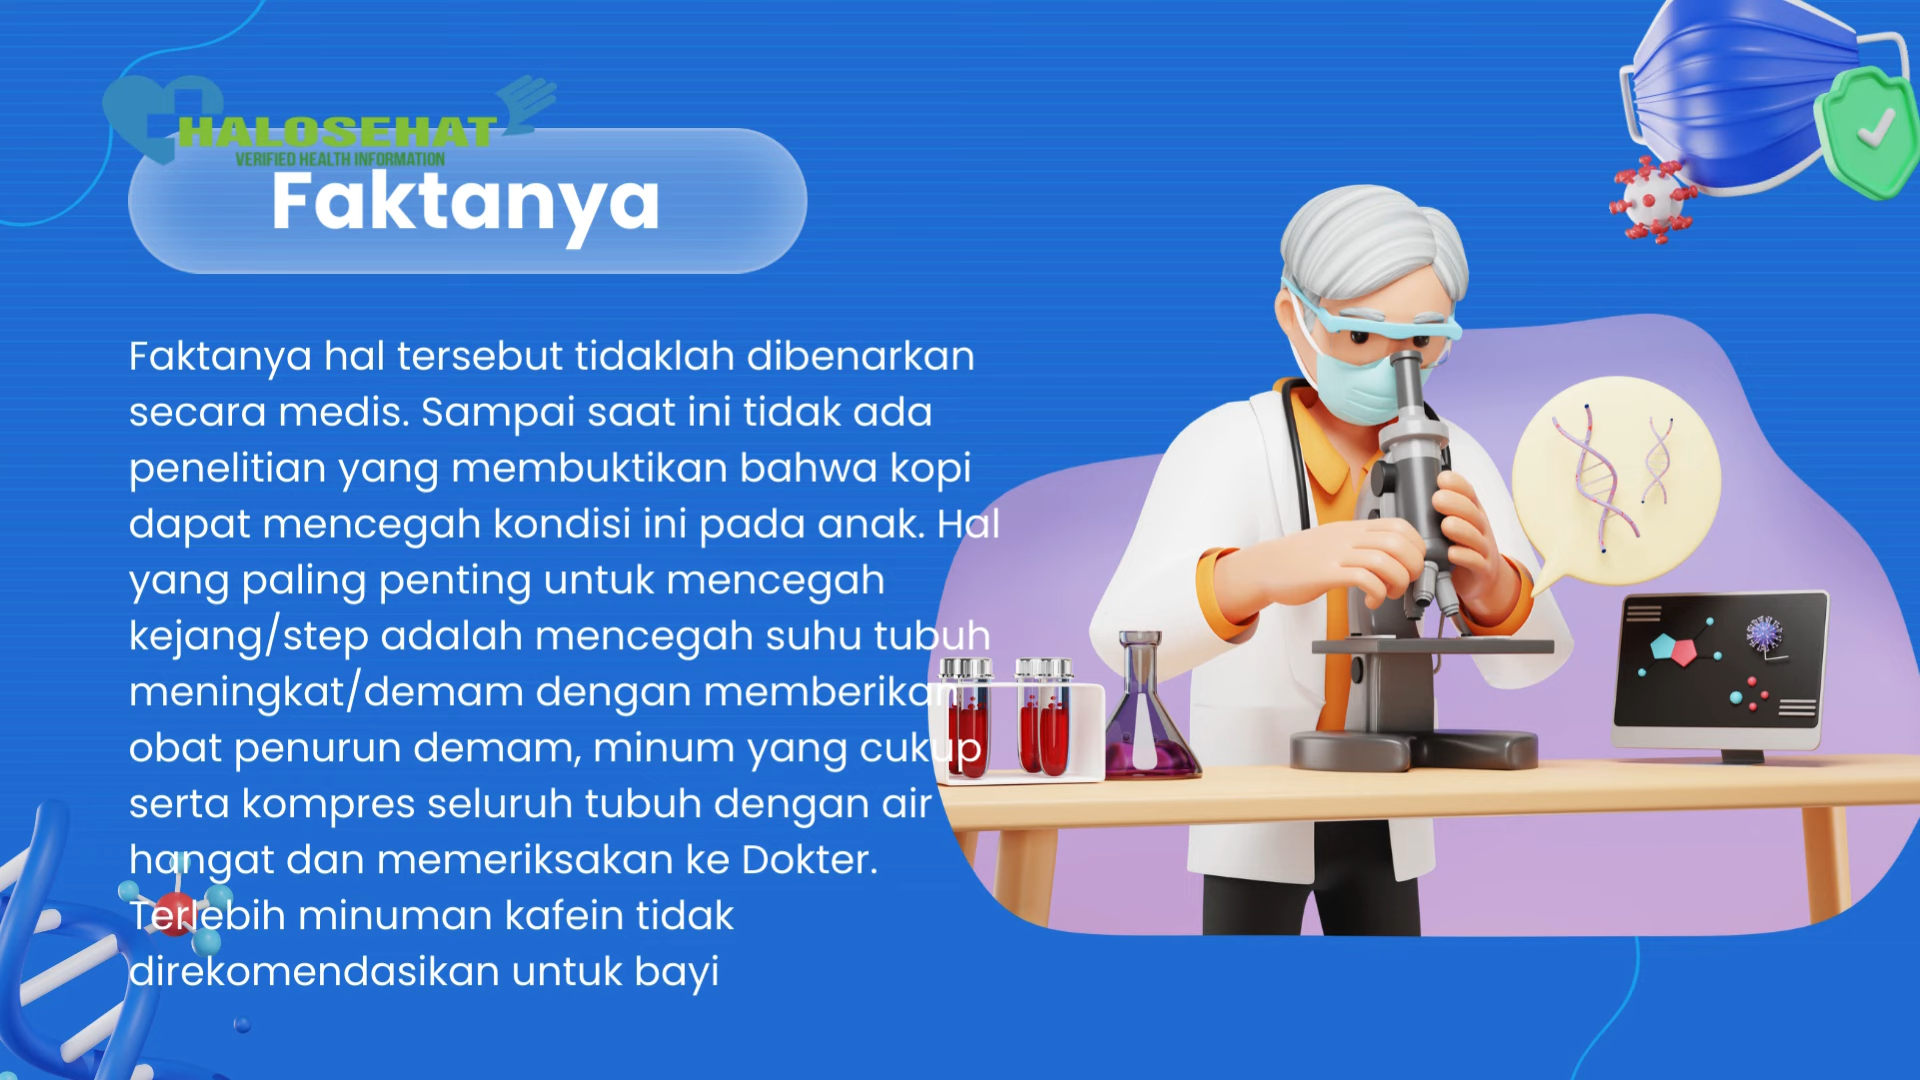 HALOSEHAT
VERIFIED HEALTH INFORMATION
Faktanya
Faktanya hal tersebut tidaklah dibenarkan
secara medis. Sampai saat ini tidak ada
penelitian yang membuktikan bahwa kopi
dapat mencegah kondisi ini pada anak. Hal
yang paling penting untuk mencegah
kejang/step adalah mencegah suhu tubuh
meningkat/demam dengan memberikan
obat penurun demam, minum yang cukup
serta kompres seluruh tubuh dengan air
hangat dan memeriksakan ke Dokter.
Terlebih minuman kafein tidak
direkomendasikan untuk bayi